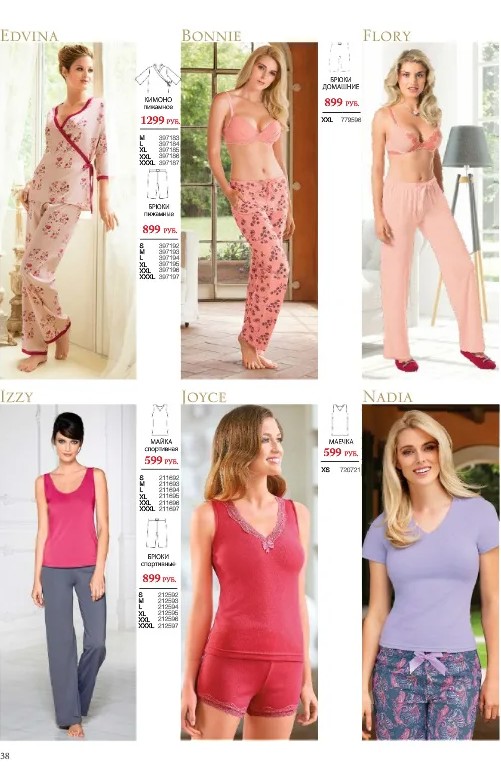 EDVINA
BONNIE
FLORY
КИМОНО
пижамное
1299 РУБ.
M 397183
L 397184
XL 397185
XXL 397186
XXXL 397187
БРЮКИ
пижамные
899 РУБ.
S 397192
M 397193
L 397194
XL 397195
XXL 397196
XXXL 397197
БРЮКИ
ДОМАШНИЕ
899 РУБ.
XXL 779596
IZZY
JOYCE
NADIA
МАЙКА
спортивная
599 РУБ.
S 211692
M 211693
L 211694
XL 211695
XXL 211696
XXXL 211697
БРЮКИ
спортивные
899 РУБ.
S 212592
M 212593
L 212594
XL 212595
XXL 212596
XXXL 212597
МАЕЧКА
599 РУБ.
XS 720721
38